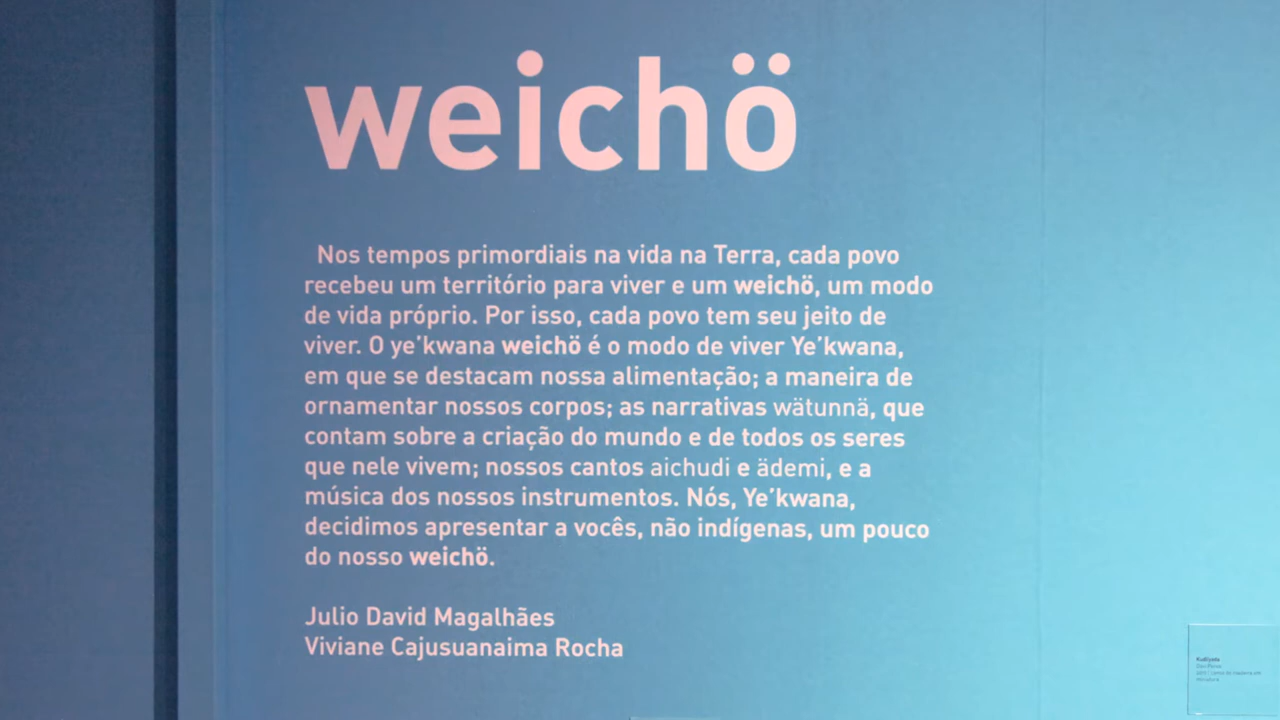 weichö
Nos tempos primordiais na vida na Terra, cada povo
recebeu um território para viver e um weichö, um modo
de vida próprio. Por isso, cada povo tem seu jeito de
viver. O ye’kwana weichö é o modo de viver Ye’kwana,
em que se destacam nossa alimentação; a maneira de
ornamentar nossos corpos; as narrativas wätunnä, que
contam sobre a criação do mundo e de todos os seres
que nele vivem; nossos cantos aichudi e ädemi, e a
música dos nossos instrumentos. Nós, Ye’kwana,
decidimos apresentar a vocês, não indígenas, um pouco
do nosso weichö.
Julio David Magalhães
Viviane Cajusuanaima Rocha